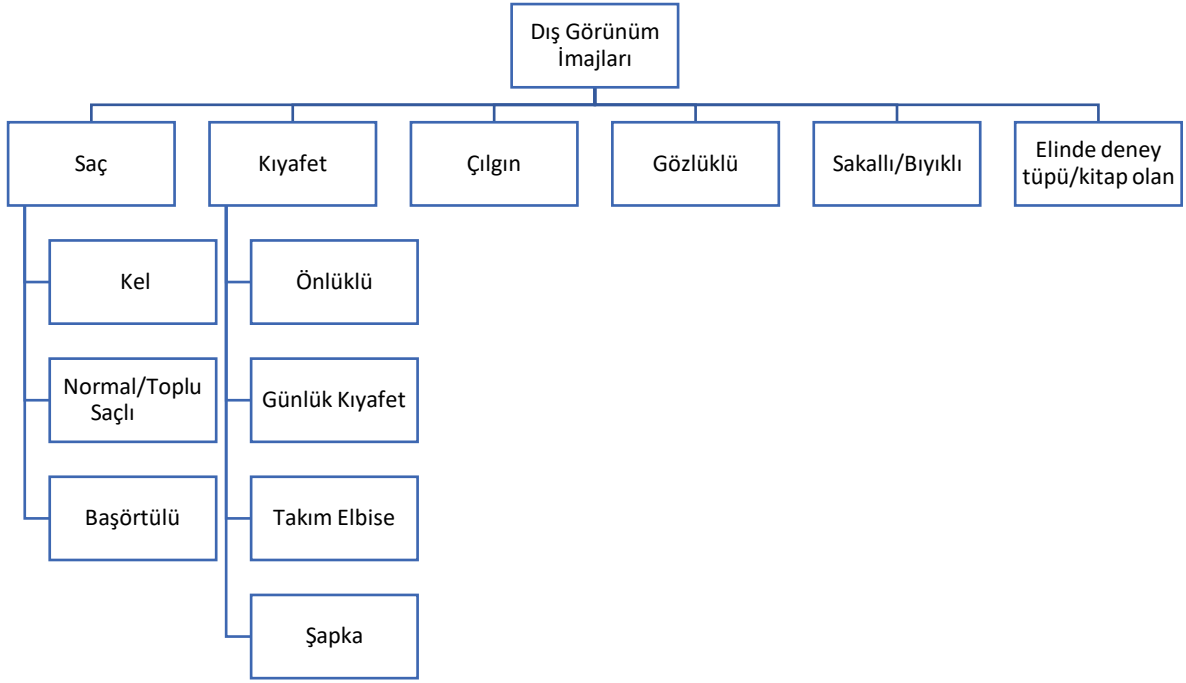 Dış Görünüm
İmajları
Saç
Kıyafet
Çılgın
Gözlüklü
Sakallı/Bıyıklı
Elinde deney
tüpü/kitap olan
Kel
Önlüklü
Normal/Toplu
Saçlı
Günlük Kıyafet
Başörtülü
Takım Elbise
Şapka